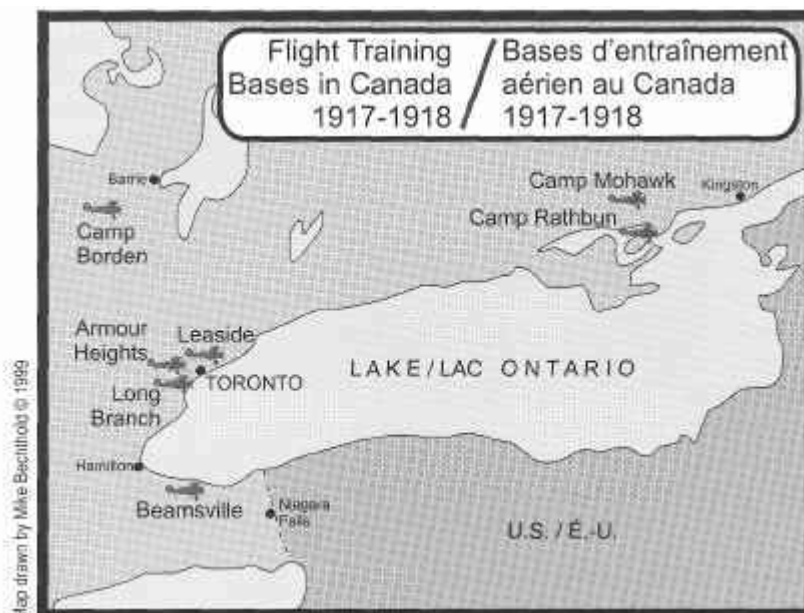 Flight Training
Bases in Canada
1917-1918
Bases d'entraînement
aérien au Canada
1917-1918
Barrie
Camp
Borden
Camp Mohawk
Kingston
Camp Rathbun
Armour
Heights
Leaside
TORONTO
Long
Branch
LAKE / LAC ONTARIO
Hamilton
Beamsville
Niagara
Falls
U.S. / É.-U.
Map drawn by Mike Bechthold © 1999